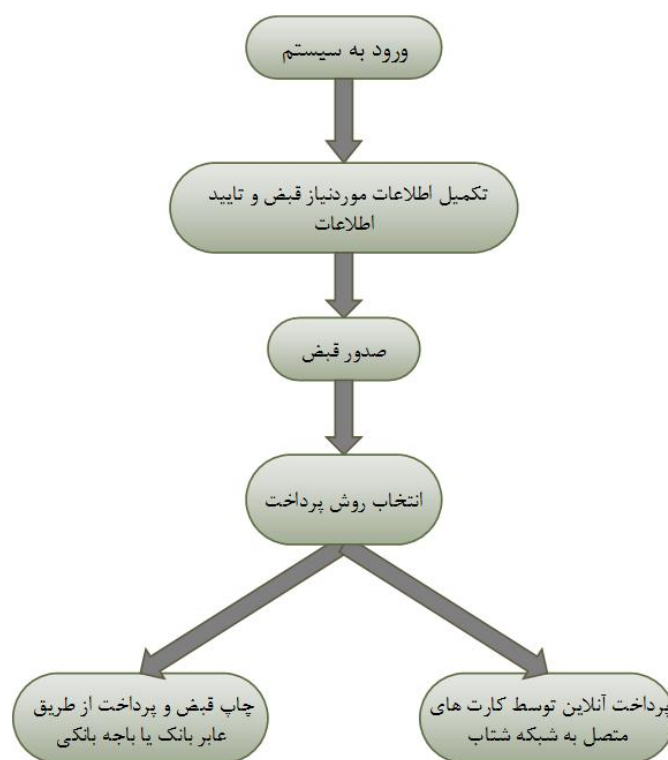 ورود به سیستم
تکمیل اطلاعات موردنیاز قبض و تایید
اطلاعات
صدور قبض
انتخاب روش پرداخت
پرداخت آنلاین توسط کارت های
متصل به شبکه شتاب
چاپ قبض و پرداخت از طریق
عابر بانک یا باجه بانکی